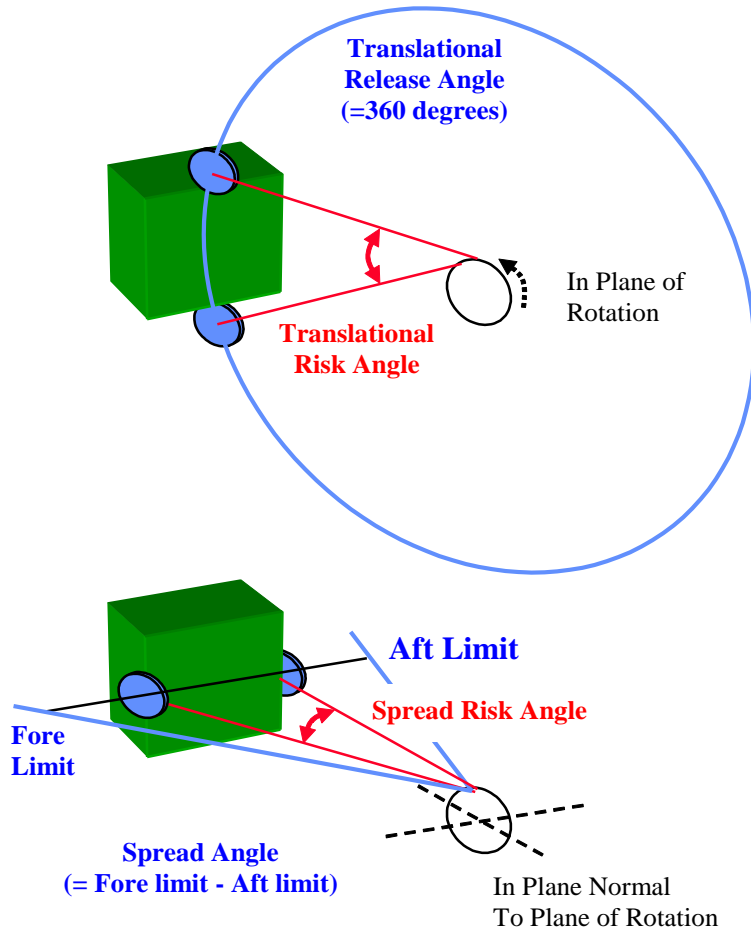 Translational
Release Angle
(=360 degrees)
In Plane of
Rotation
Translational
Risk Angle
Aft Limit
Spread Risk Angle
Fore
Limit
Spread Angle
(= Fore limit - Aft limit)
In Plane Normal
To Plane of Rotation